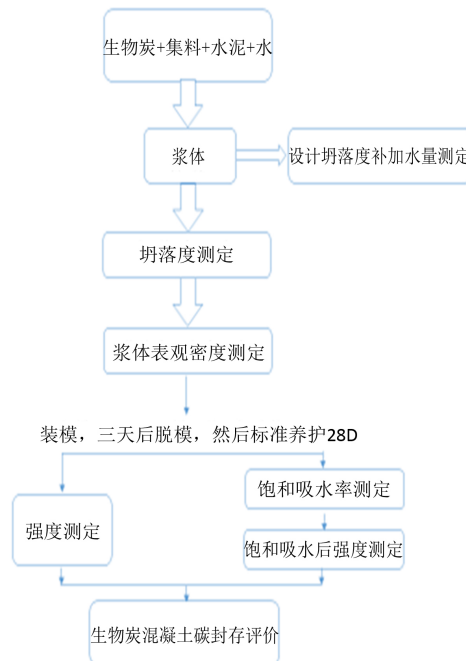 生物炭+集料+水泥+水
浆体
设计坍落度补加水量测定
坍落度测定
浆体表观密度测定
装模，三天后脱模，然后标准养护28D
强度测定
饱和吸水率测定
饱和吸水后强度测定
生物炭混凝土碳封存评价